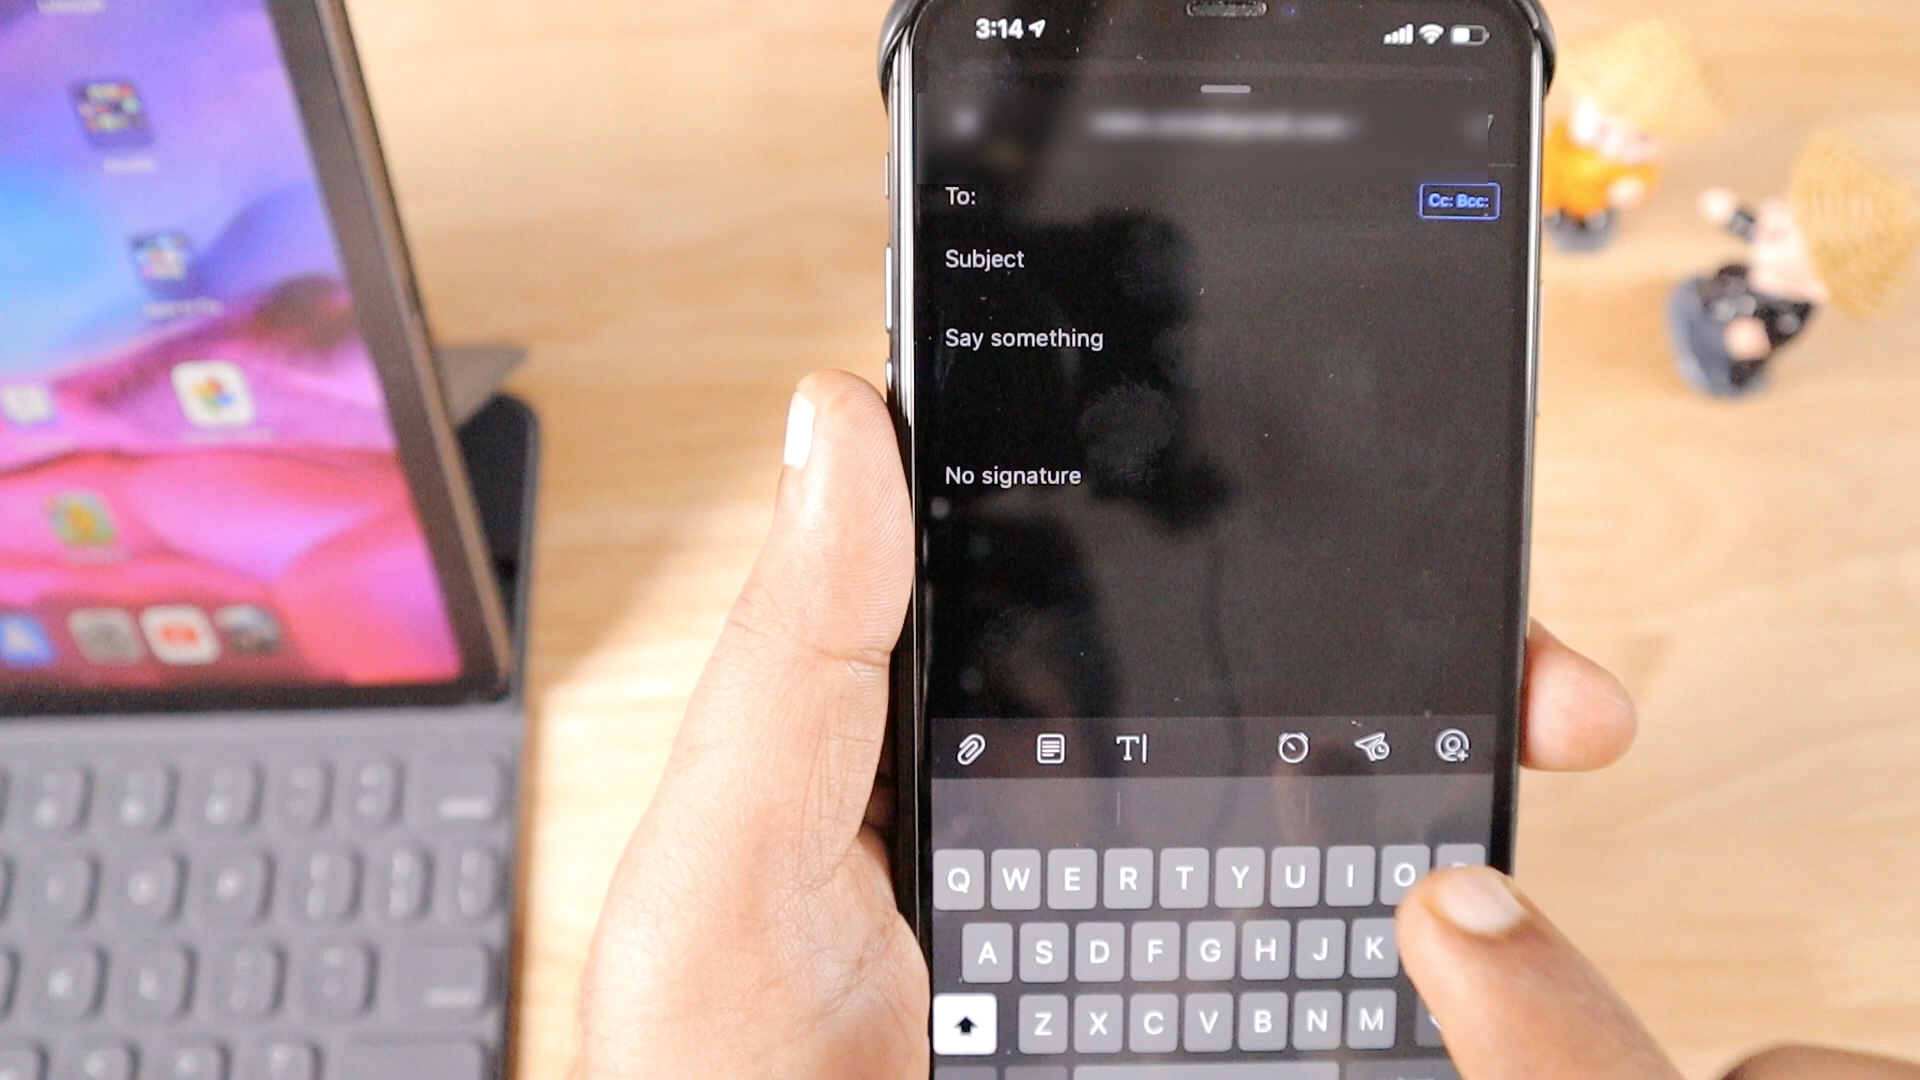 3:14
To:
Cc: Bcc:
Subject
Say something
No signature
T
Q W E R T Y U I O
A S D F G H J K
Z X C V B N M